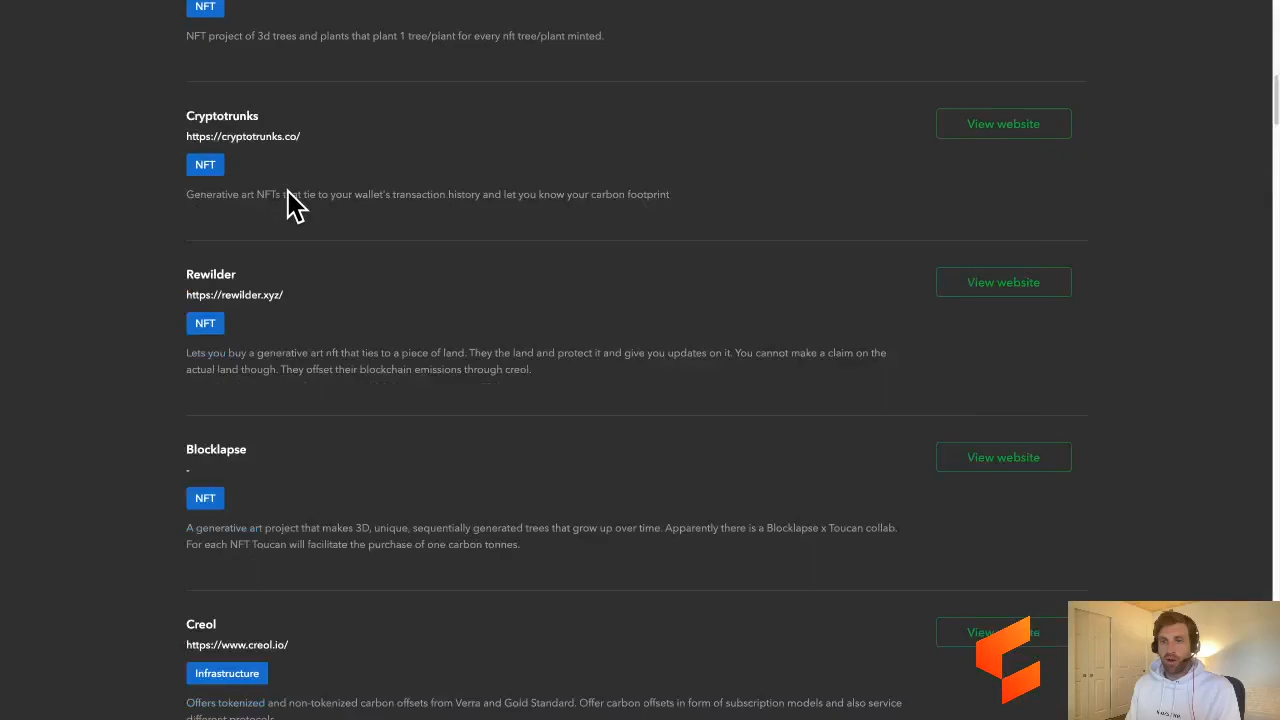 NFT
NFT project of 3d trees and plants that plant 1 tree/plant for every nft tree/plant minted.
Cryptotrunks
View website
https://cryptotrunks.co/
NFT
Generative art NFTs that tie to your wallet's transaction history and let you know your carbon footprint
Rewilder
View website
https://rewilder.xyz/
NFT
Lets you buy a generative art nft that ties to a piece of land. They the land and protect it and give you updates on it. You cannot make a claim on the
actual land though. They offset their blockchain emissions through creol.
Blocklapse
View website
-
NFT
A generative art project that makes 3D, unique, sequentially generated trees that grow up over time. Apparently there is a Blocklapse x Toucan collab.
For each NFT Toucan will facilitate the purchase of one carbon tonnes.
Creol
https://www.creol.io/
Infrastructure
Offers tokenized and non-tokenized carbon offsets from Verra and Gold Standard. Offer carbon offsets in form of subscription models and also service
different protocols